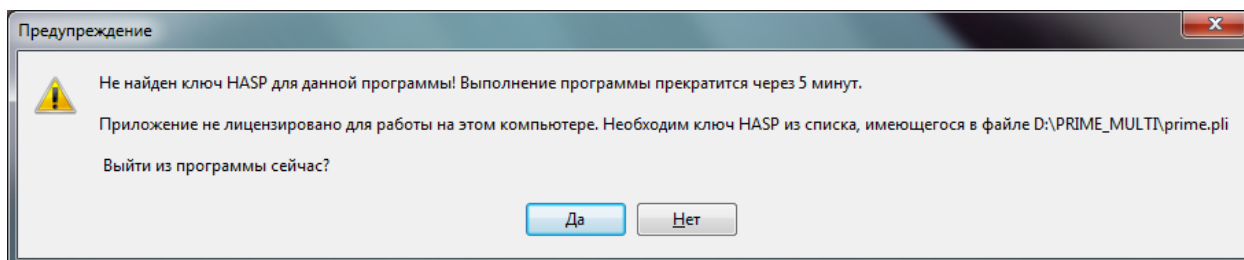 Предупреждение
Не найден ключ HASP для данной программы! Выполнение программы прекратится через 5 минут.
Приложение не лицензировано для работы на этом компьютере. Необходим ключ HASP из списка, имеющегося в файле D:\PRIME_MULTI\prime.pli
Выйти из программы сейчас?
Да
Нет